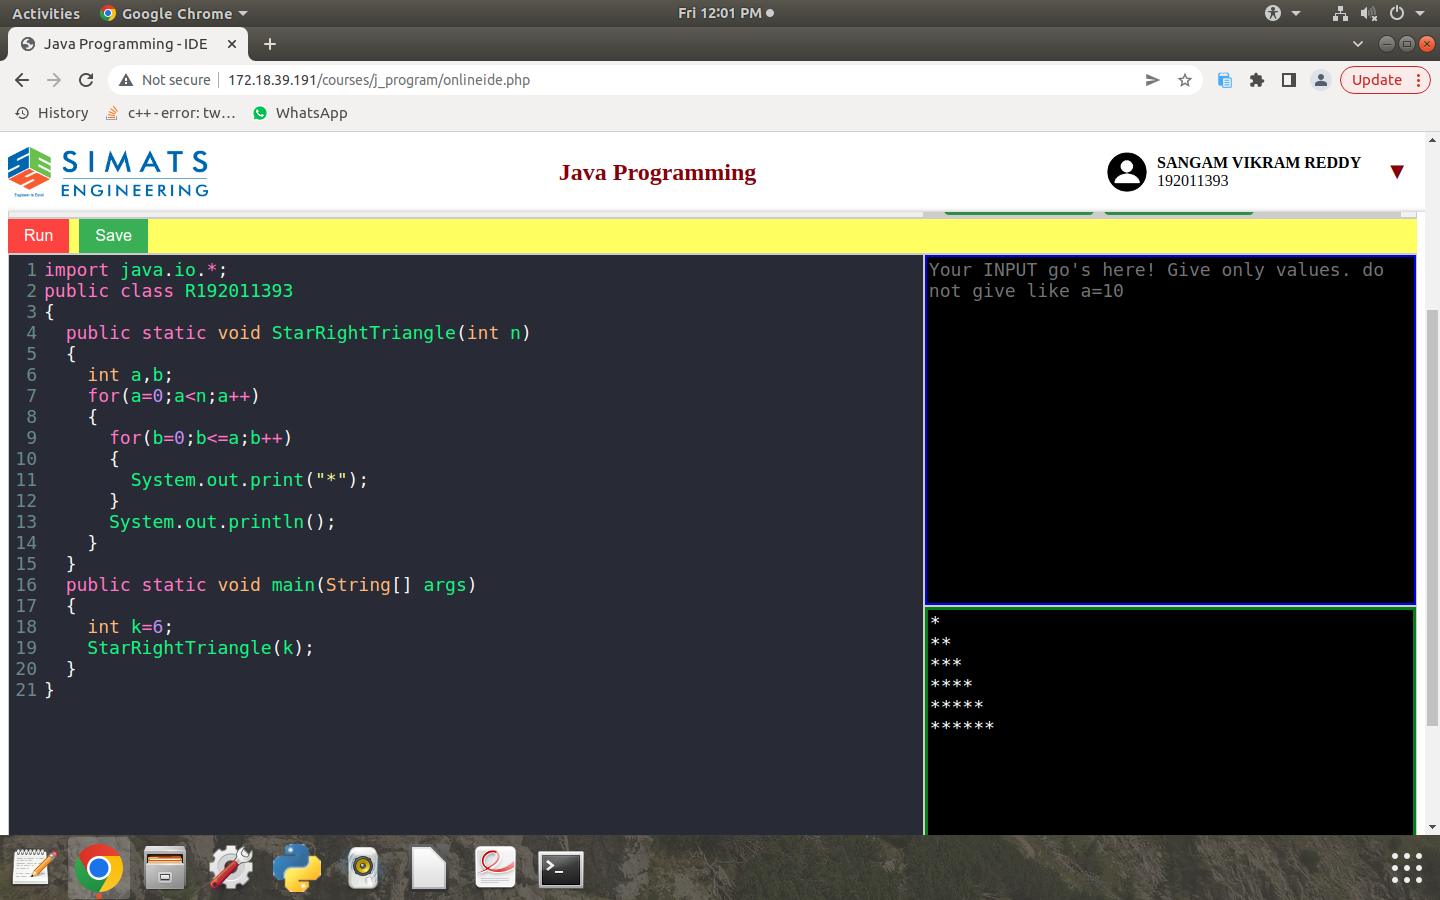 Activities Google Chrome Fri 12:01 PM
Java Programming - IDE
Not secure 172.18.39.191/courses/j_program/onlineide.php Update
History c++ - error: tw... WhatsApp
SIMATS
ENGINEERING
Engineer to Excel
Java Programming
SANGAM VIKRAM REDDY
192011393
Run Save
1 import java.io.*;
2 public class R192011393
3 {
4   public static void StarRightTriangle(int n)
5   {
6     int a,b;
7     for(a=0;a<n;a++)
8     {
9       for(b=0;b<=a;b++)
10       {
11         System.out.print("*");
12       }
13       System.out.println();
14     }
15   }
16   public static void main(String[] args)
17   {
18     int k=6;
19     StarRightTriangle(k);
20   }
21 }
Your INPUT go's here! Give only values. do
not give like a=10
*
**
***
****
*****
******